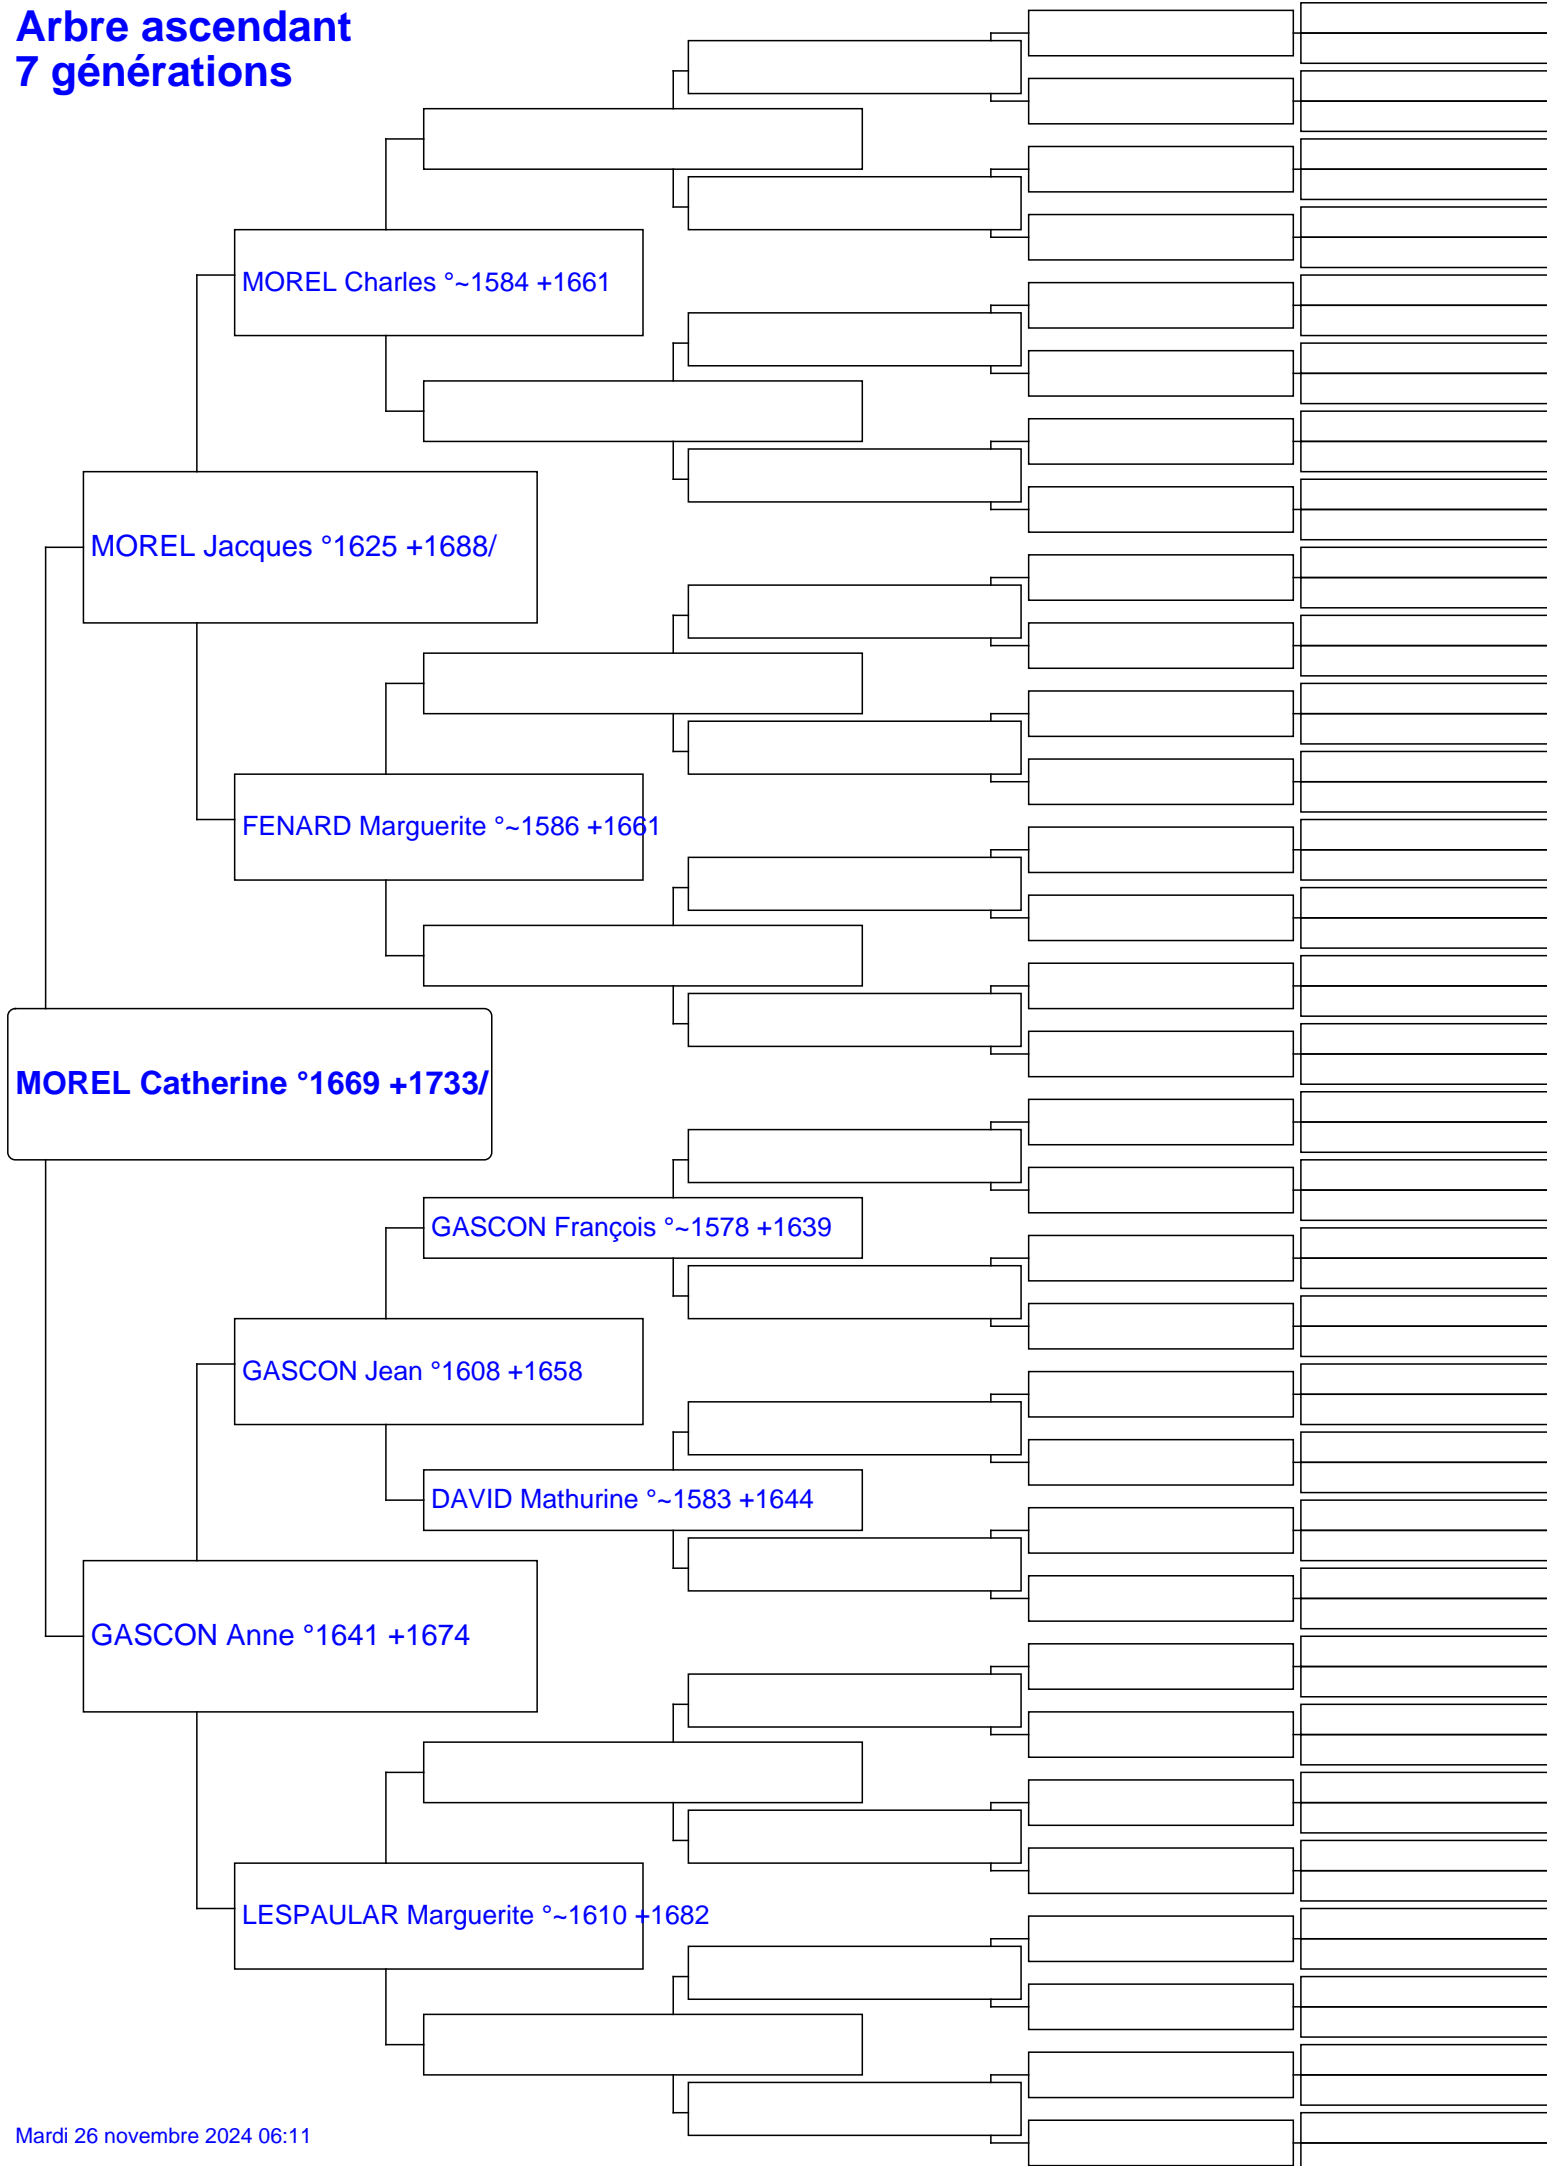 Arbre ascendant
7 générations
MOREL Charles °~1584 +1661
MOREL Jacques °1625 +1688/
FENARD Marguerite °~1586 +1661
MOREL Catherine °1669 +1733/
GASCON François °~1578 +1639
GASCON Jean °1608 +1658
DAVID Mathurine °~1583 +1644
GASCON Anne °1641 +1674
LESPAULAR Marguerite °~1610 +1682
Mardi 26 novembre 2024 06:11